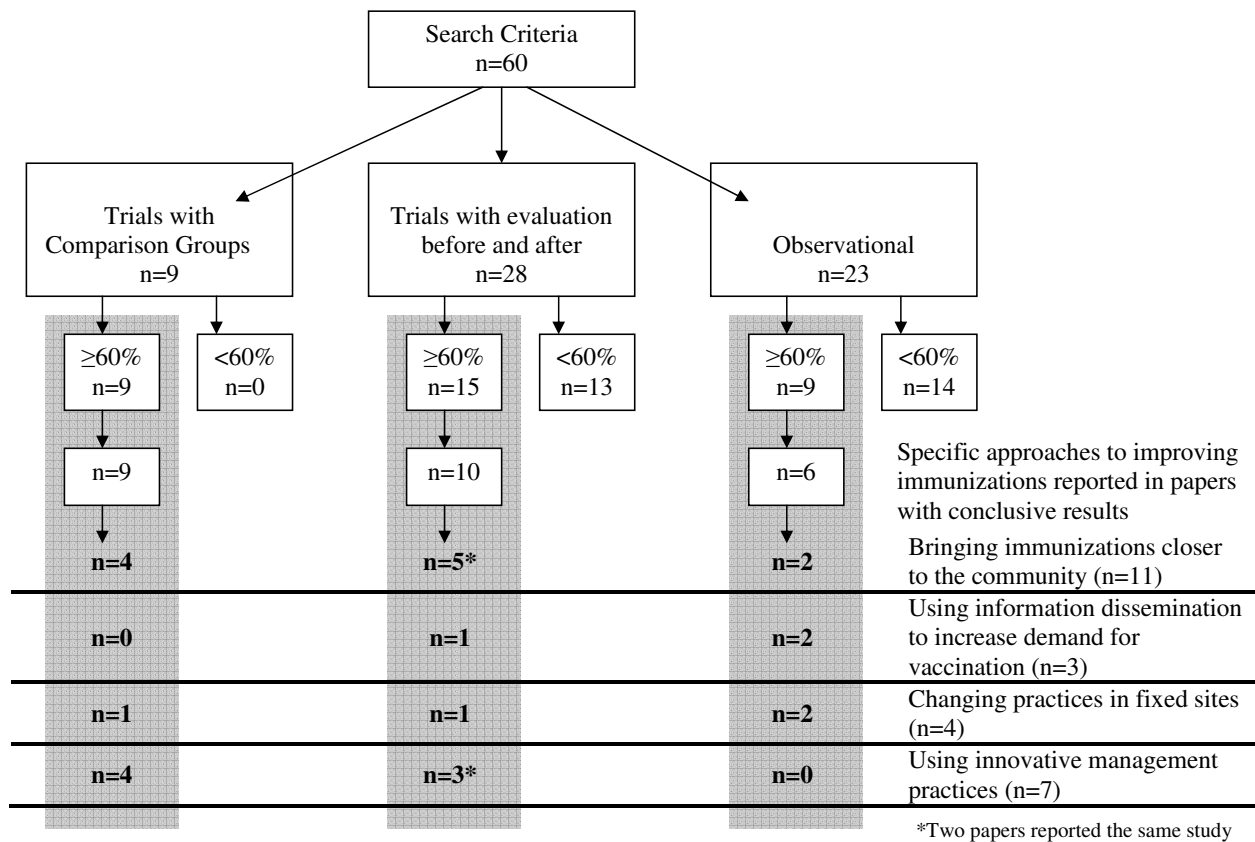 Search Criteria
n=60
Trials with
Comparison Groups
n=9
Trials with evaluation
before and after
n=28
Observational
n=23
≥60%
n=9
<60%
n=0
≥60%
n=15
<60%
n=13
≥60%
n=9
<60%
n=14
n=9
n=10
n=6
Specific approaches to improving
immunizations reported in papers
with conclusive results
n=4
n=5*
n=2
Bringing immunizations closer
to the community (n=11)
n=0
n=1
n=2
Using information dissemination
to increase demand for
vaccination (n=3)
n=1
n=1
n=2
Changing practices in fixed sites
(n=4)
n=4
n=3*
n=0
Using innovative management
practices (n=7)
*Two papers reported the same study